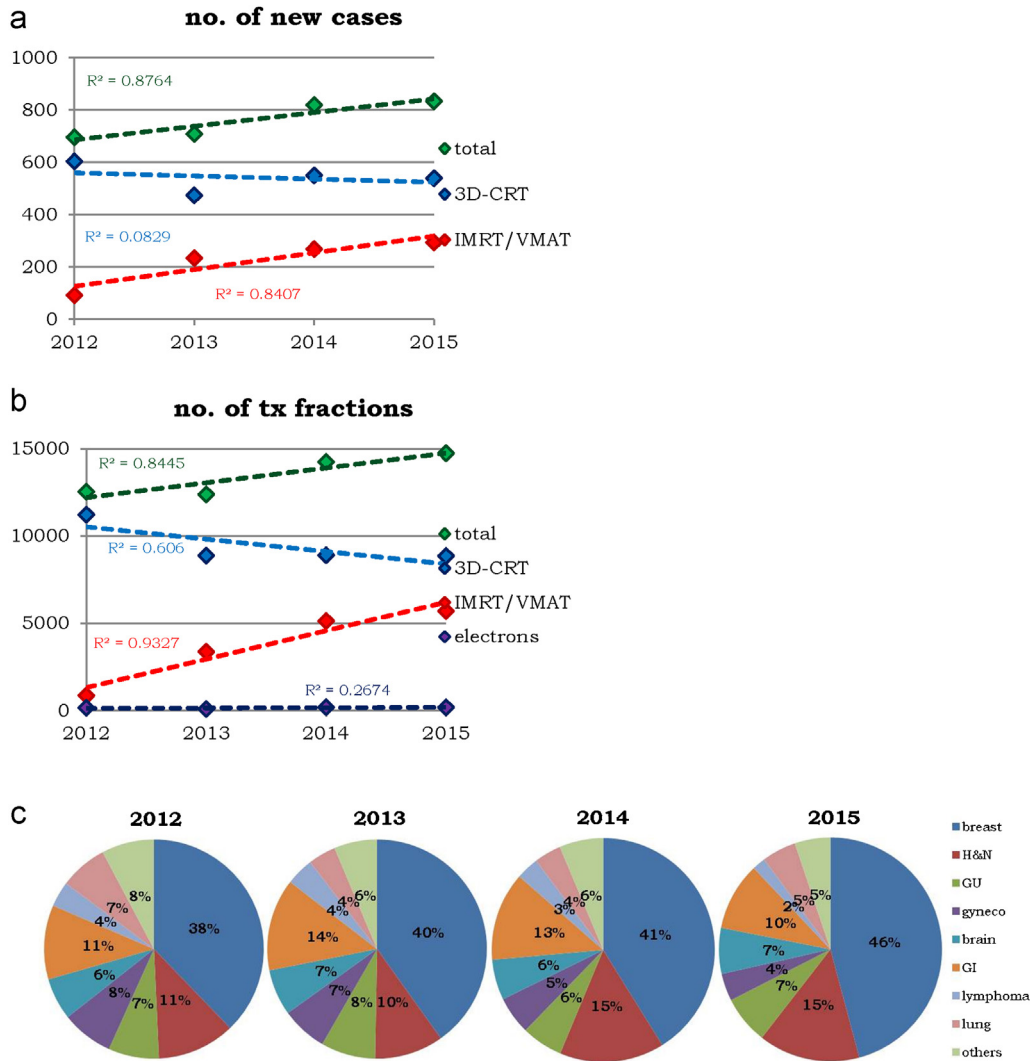 a
no. of new cases
1000
R² = 0.8764
800
total
600
3D-CRT
400
R² = 0.0829
IMRT/VMAT
200
R² = 0.8407
0
2012 2013 2014 2015
b
no. of tx fractions
15000
R² = 0.8445
total
10000
R² = 0.606
3D-CRT
IMRT/VMAT
5000
R² = 0.9327
electrons
R² = 0.2674
0
2012 2013 2014 2015
c
2012
38%
11%
7%
8%
6%
11%
4%
7%
8%
2013
40%
10%
8%
7%
7%
14%
4%
4%
6%
2014
41%
15%
6%
5%
6%
13%
3%
4%
6%
2015
46%
15%
7%
4%
7%
10%
2%
5%
5%
breast
H&N
GU
gyneco
brain
GI
lymphoma
lung
others